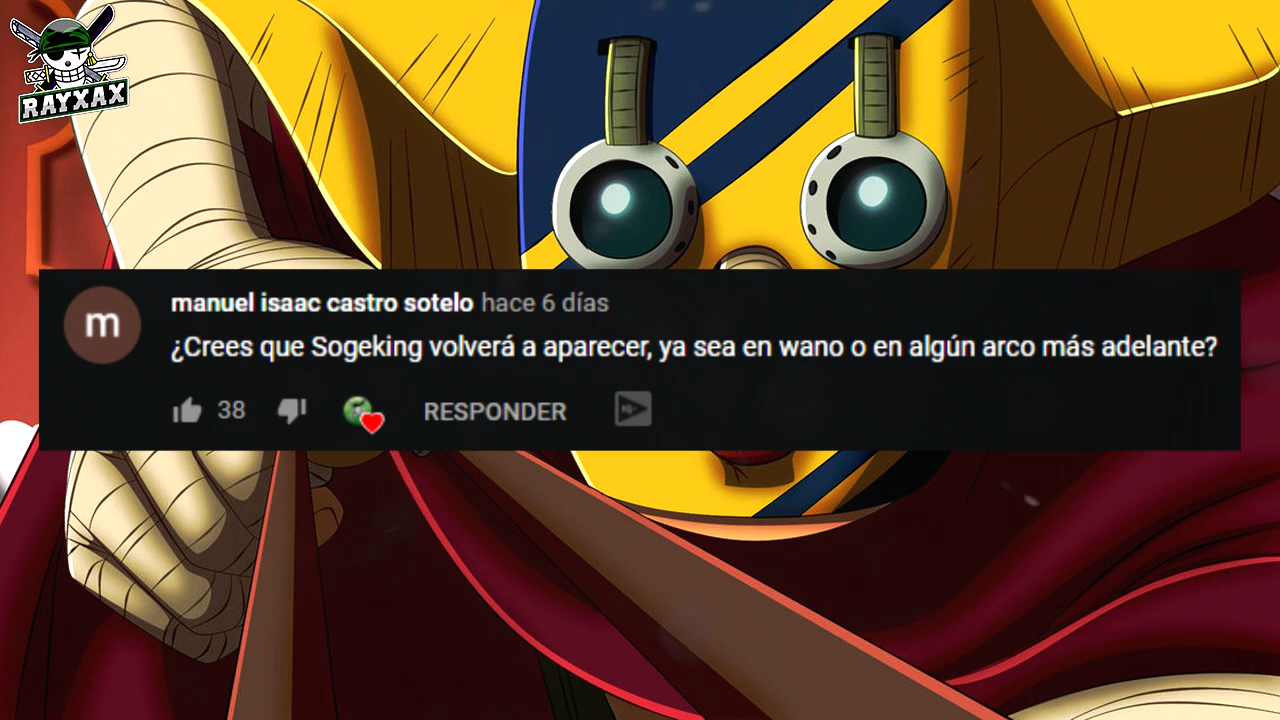 RAYXAX
m
manuel isaac castro sotelo hace 6 días
¿Crees que Sogeking volverá a aparecer, ya sea en wano o en algún arco más adelante?
38 RESPONDER